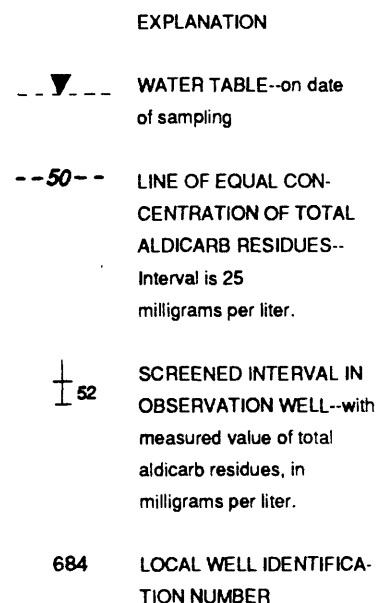 EXPLANATION
WATER TABLE--on date
of sampling
--50-- LINE OF EQUAL CON-
CENTRATION OF TOTAL
ALDICARB RESIDUES--
Interval is 25
milligrams per liter.
SCREENED INTERVAL IN
52 OBSERVATION WELL--with
measured value of total
aldicarb residues, in
milligrams per liter.
684 LOCAL WELL IDENTIFICA-
TION NUMBER